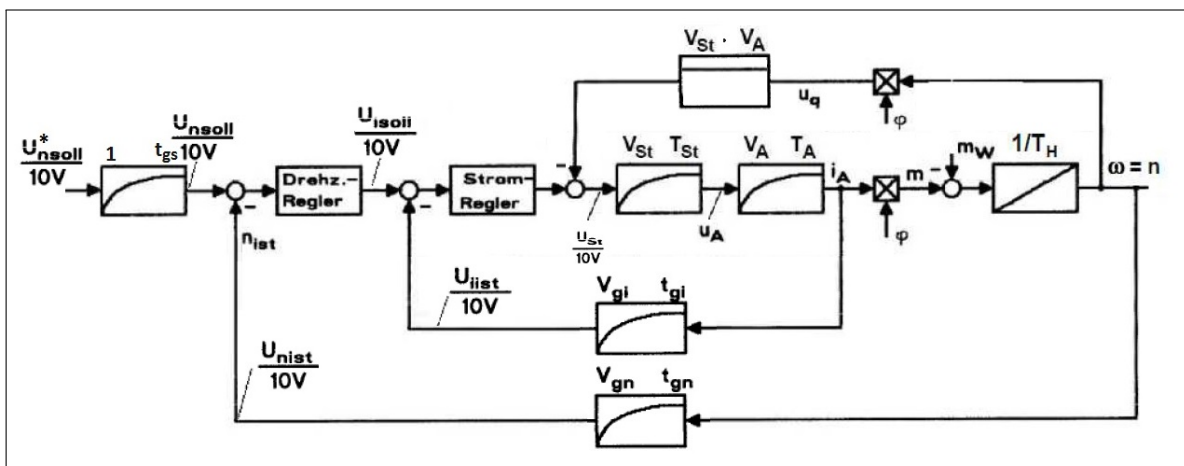 V_St · V_A
u_q
φ
U*_nsoll
10V
1 t_gs
U_nsoll
10V
U_isoll
10V
V_St T_St
V_A T_A
i_A
m
m_W
1/T_H
ω = n
Drehz.-
Regler
Strom-
Regler
-
-
-
-
n_ist
U_St
10V
u_A
φ
U_iist
10V
V_gi t_gi
U_nist
10V
V_gn t_gn